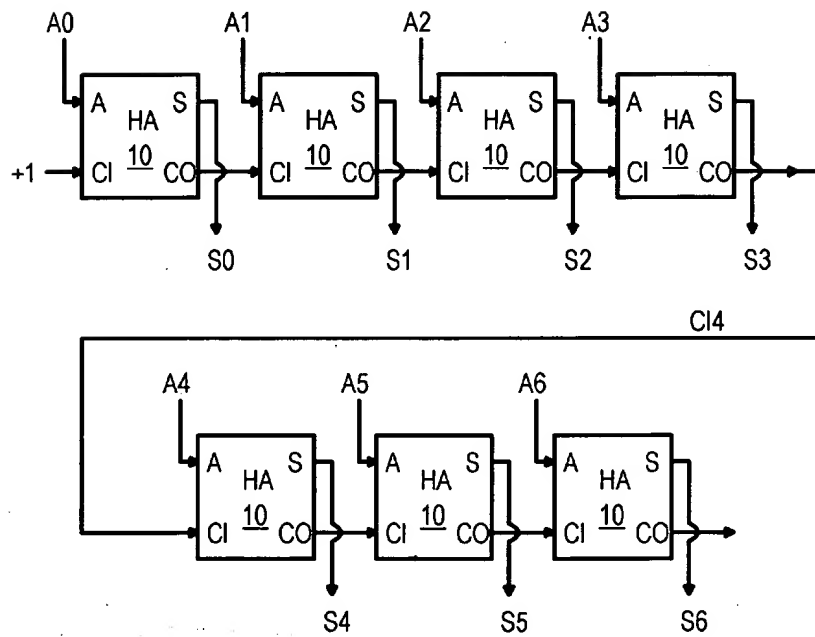 A0 A1 A2 A3
A S A S A S A S
HA HA HA HA
+1 CI 10 CO CI 10 CO CI 10 CO CI 10 CO
S0 S1 S2 S3
CI4
A4 A5 A6
A S A S A S
HA HA HA
CI 10 CO CI 10 CO CI 10 CO
S4 S5 S6